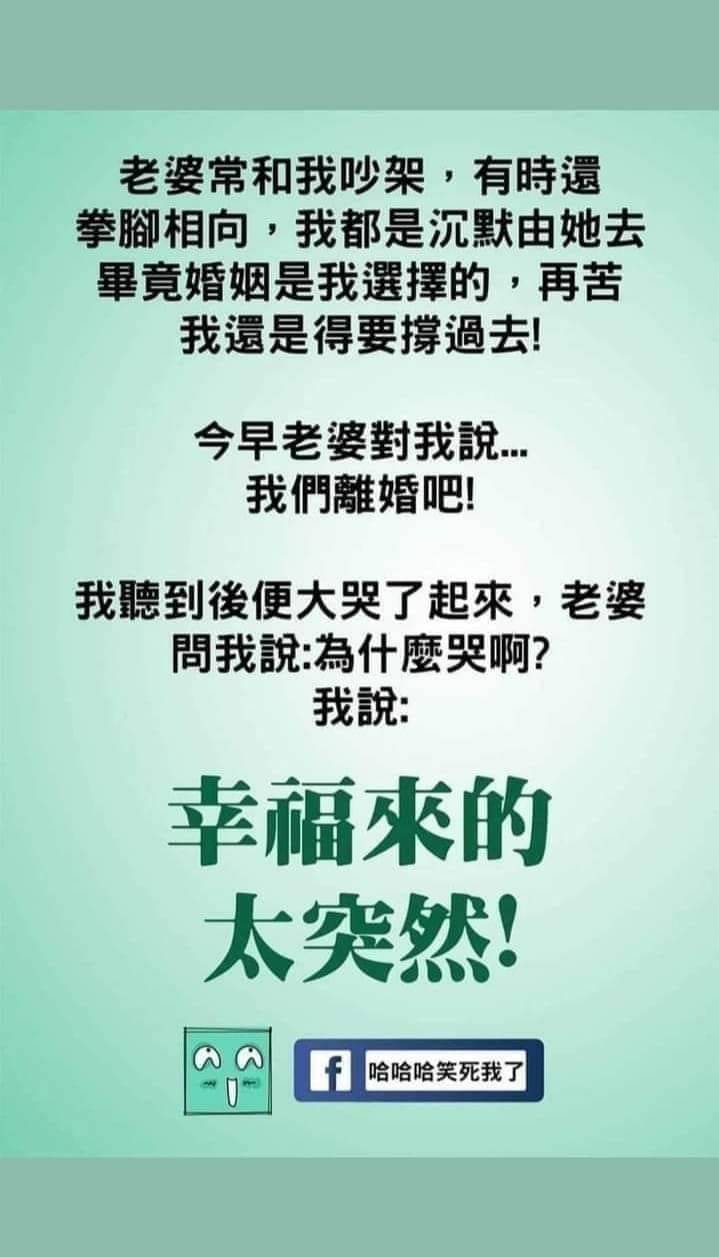 老婆常和我吵架，有時還
拳腳相向，我都是沉默由她去
畢竟婚姻是我選擇的，再苦
我還是得要撐過去!
今早老婆對我說...
我們離婚吧!
我聽到後便大哭了起來，老婆
問我說:為什麼哭啊?
我說:
幸福來的
太突然!
f 哈哈哈笑死我了